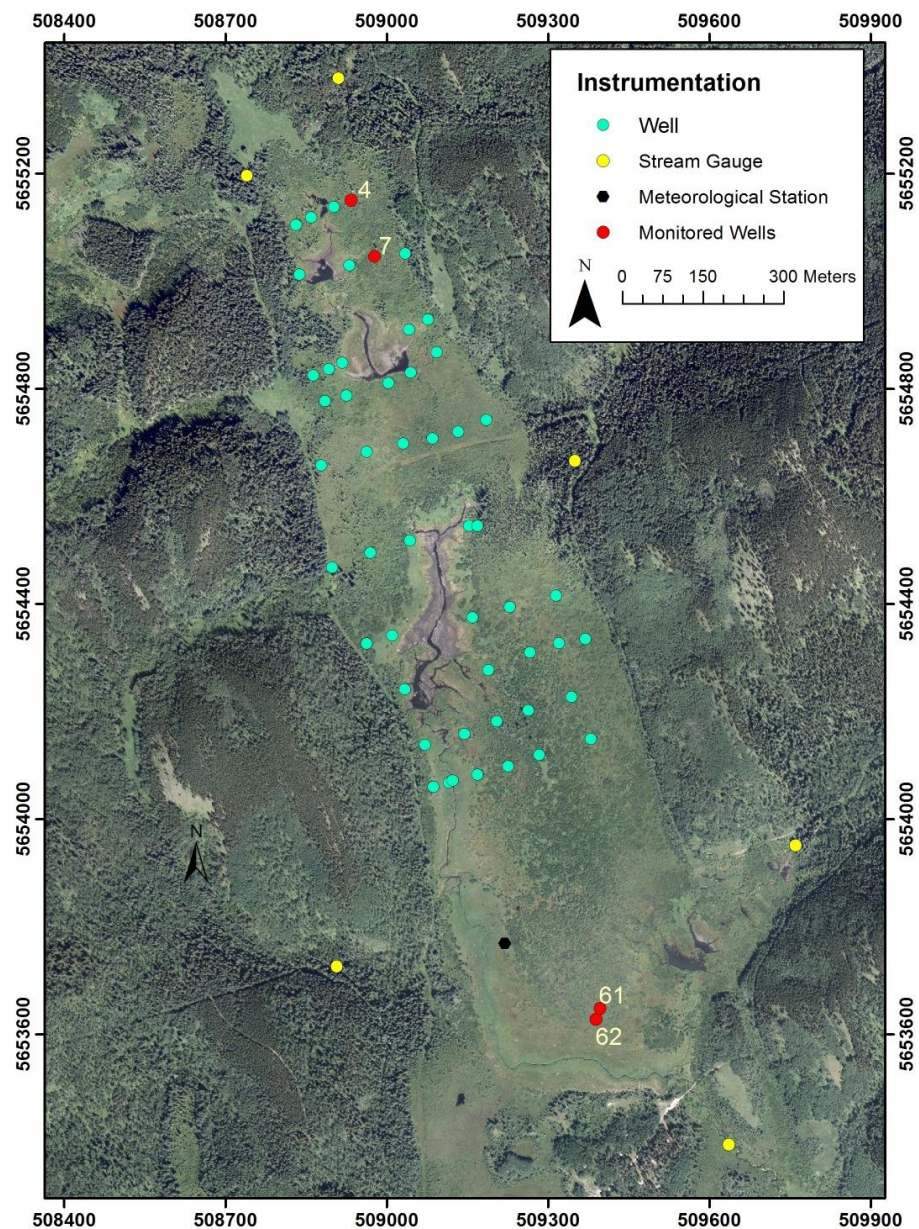 508400 508700 509000 509300 509600 509900
5655200
5654800
5654400
5654000
5653600
Instrumentation
Well
Stream Gauge
Meteorological Station
Monitored Wells
N
0 75 150 300 Meters
4
7
N
61
62
5655200
5654800
5654400
5654000
5653600
508400 508700 509000 509300 509600 509900